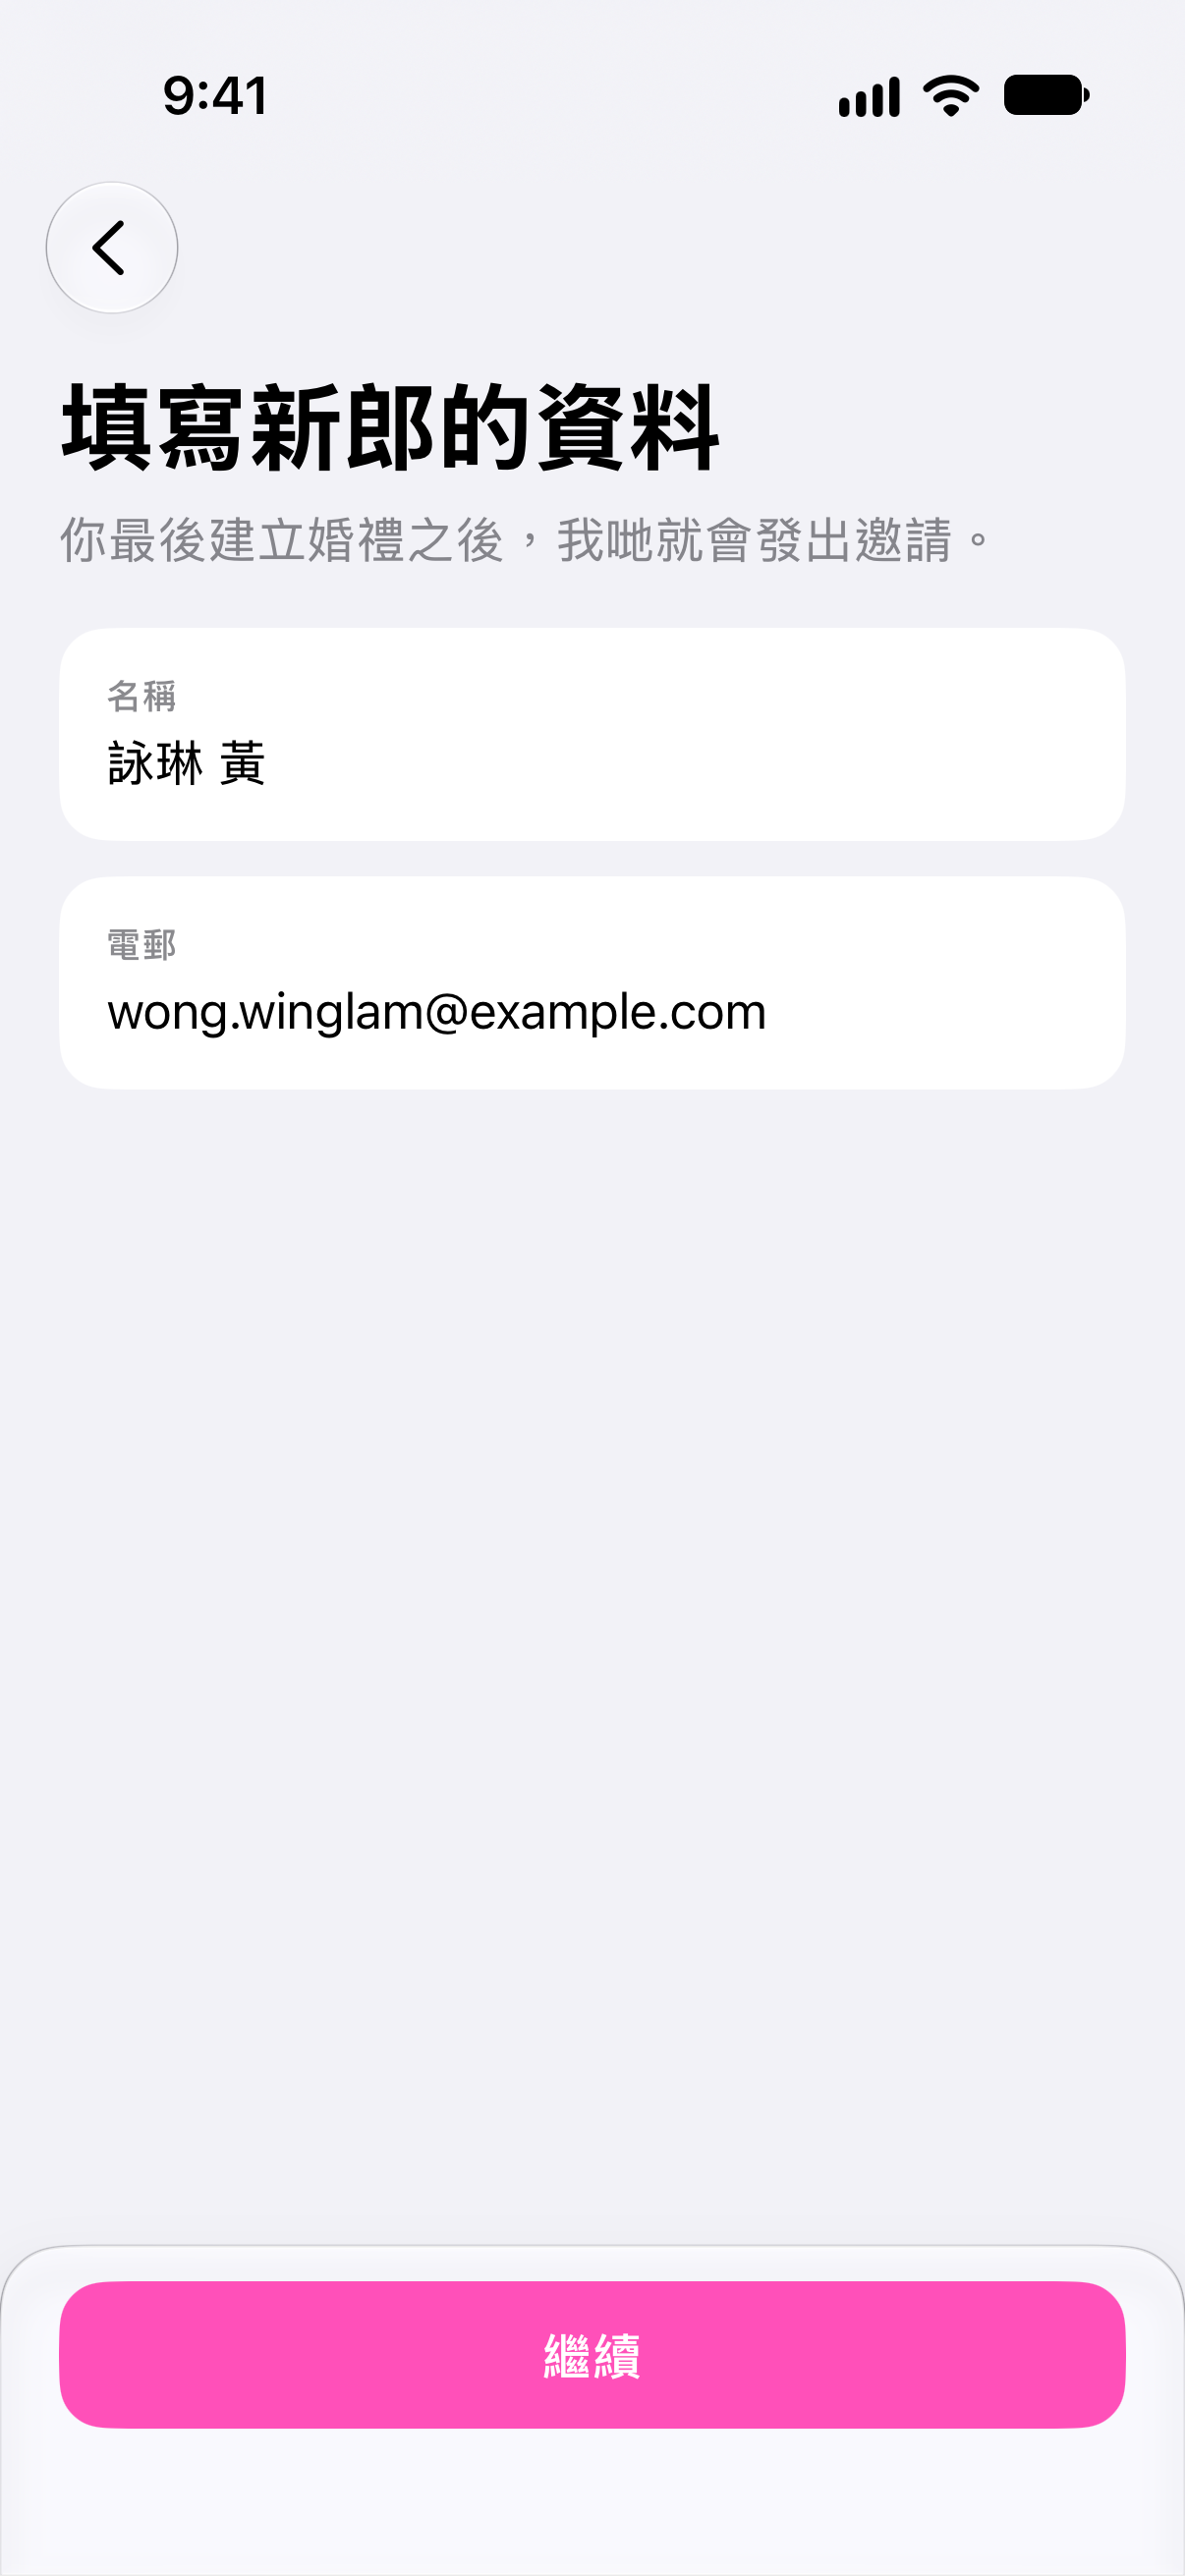 9:41
填寫新郎的資料
你最後建立婚禮之後，我哋就會發出邀請。
名稱
詠琳 黃
電郵
wong.winglam@example.com
繼續